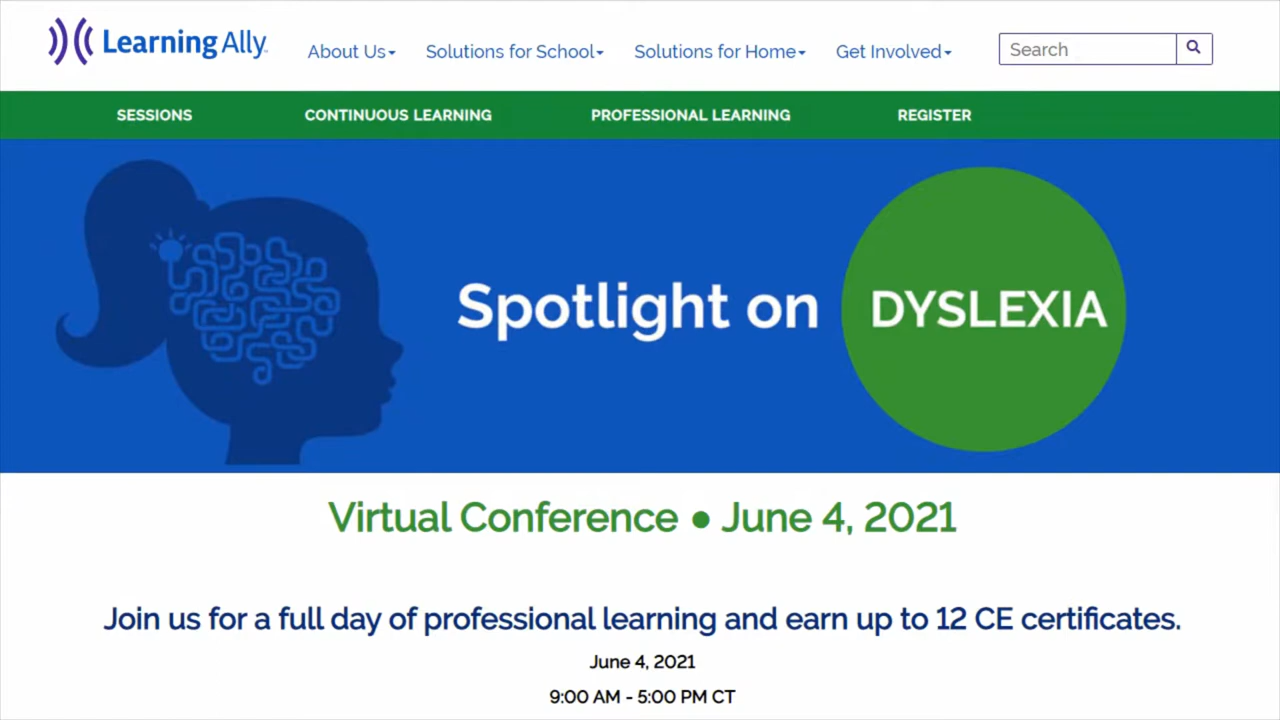 Learning Ally
About Us
Solutions for School
Solutions for Home
Get Involved
Search
SESSIONS
CONTINUOUS LEARNING
PROFESSIONAL LEARNING
REGISTER
Spotlight on DYSLEXIA
Virtual Conference ● June 4, 2021
Join us for a full day of professional learning and earn up to 12 CE certificates.
June 4, 2021
9:00 AM - 5:00 PM CT